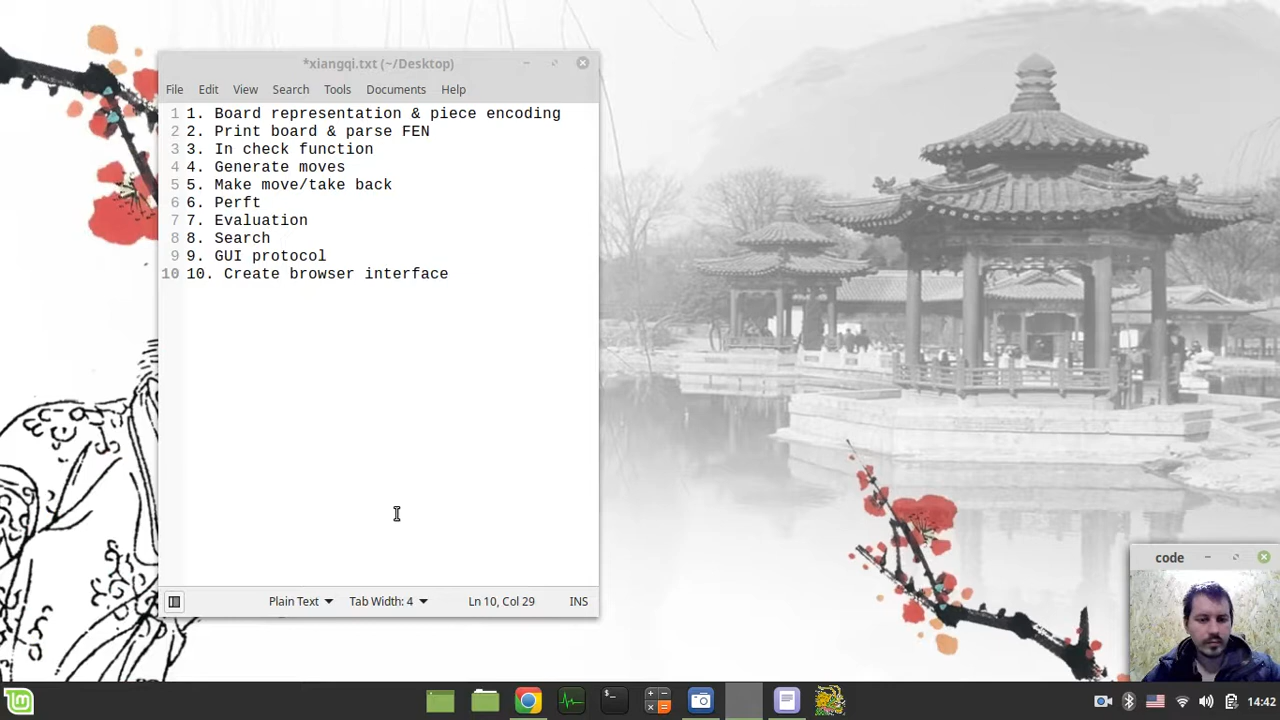 *xiangqi.txt (~/Desktop)
File Edit View Search Tools Documents Help
1 1. Board representation & piece encoding
2 2. Print board & parse FEN
3 3. In check function
4 4. Generate moves
5 5. Make move/take back
6 6. Perft
7 7. Evaluation
8 8. Search
9 9. GUI protocol
10 10. Create browser interface
Plain Text Tab Width: 4 Ln 10, Col 29 INS
code
14:42